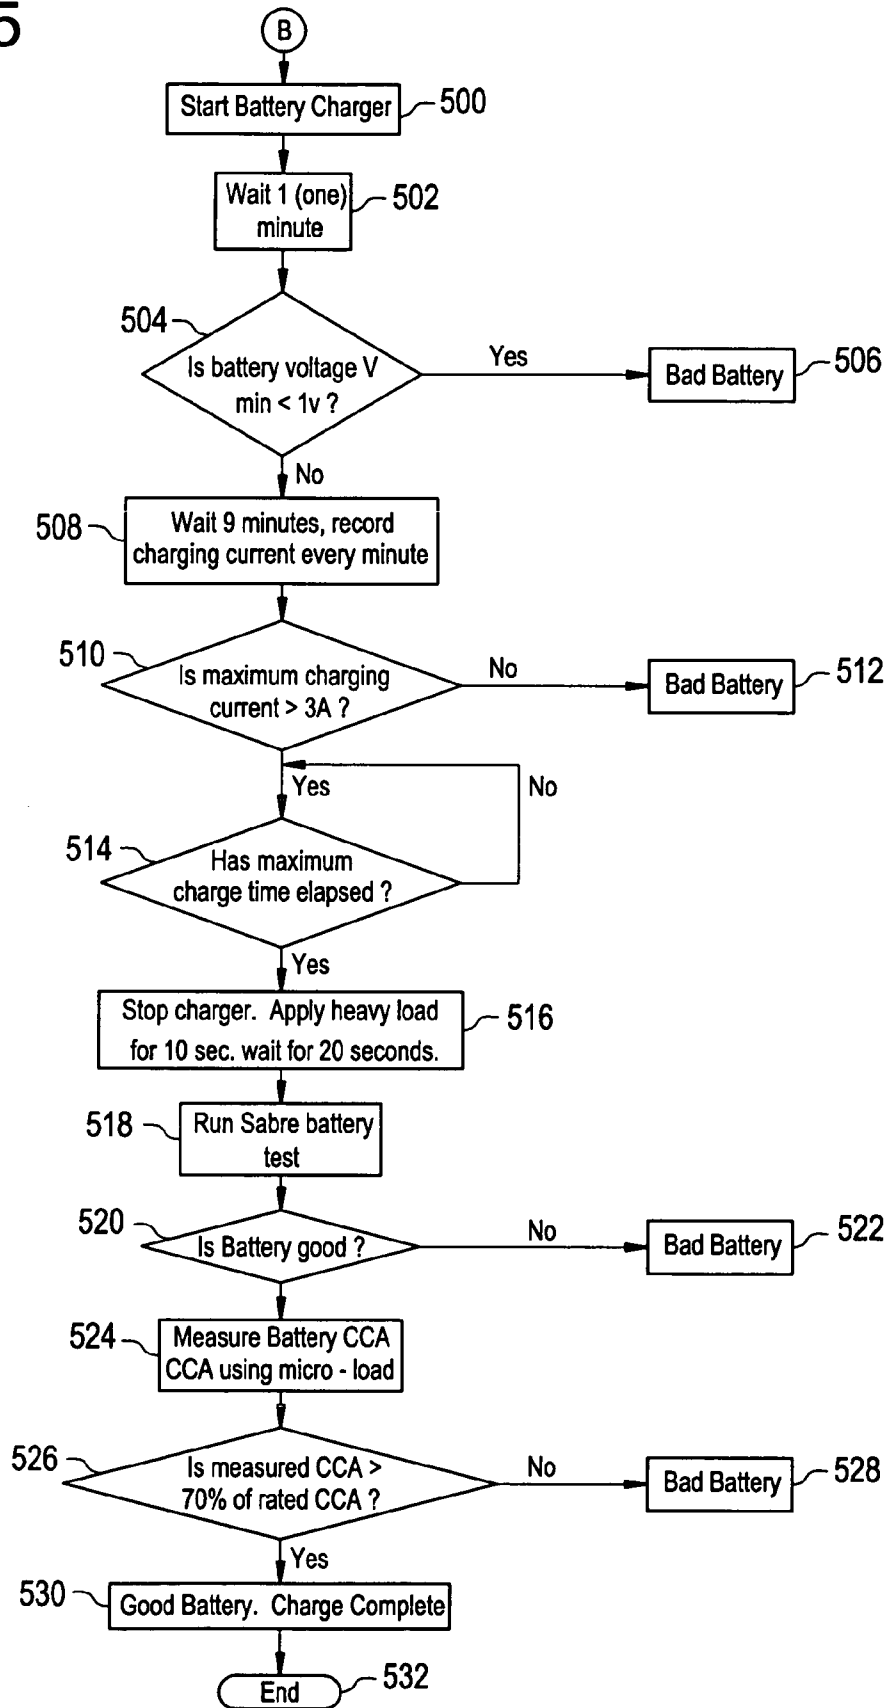 5
B
Start Battery Charger
500
Wait 1 (one)
minute
502
504
Is battery voltage V
min < 1v ?
Yes
Bad Battery
506
No
508
Wait 9 minutes, record
charging current every minute
510
Is maximum charging
current > 3A ?
No
Bad Battery
512
Yes
No
514
Has maximum
charge time elapsed ?
Yes
Stop charger. Apply heavy load
for 10 sec. wait for 20 seconds.
516
518
Run Sabre battery
test
520
Is Battery good ?
No
Bad Battery
522
524
Measure Battery CCA
CCA using micro - load
526
Is measured CCA >
70% of rated CCA ?
No
Bad Battery
528
Yes
530
Good Battery. Charge Complete
End
532